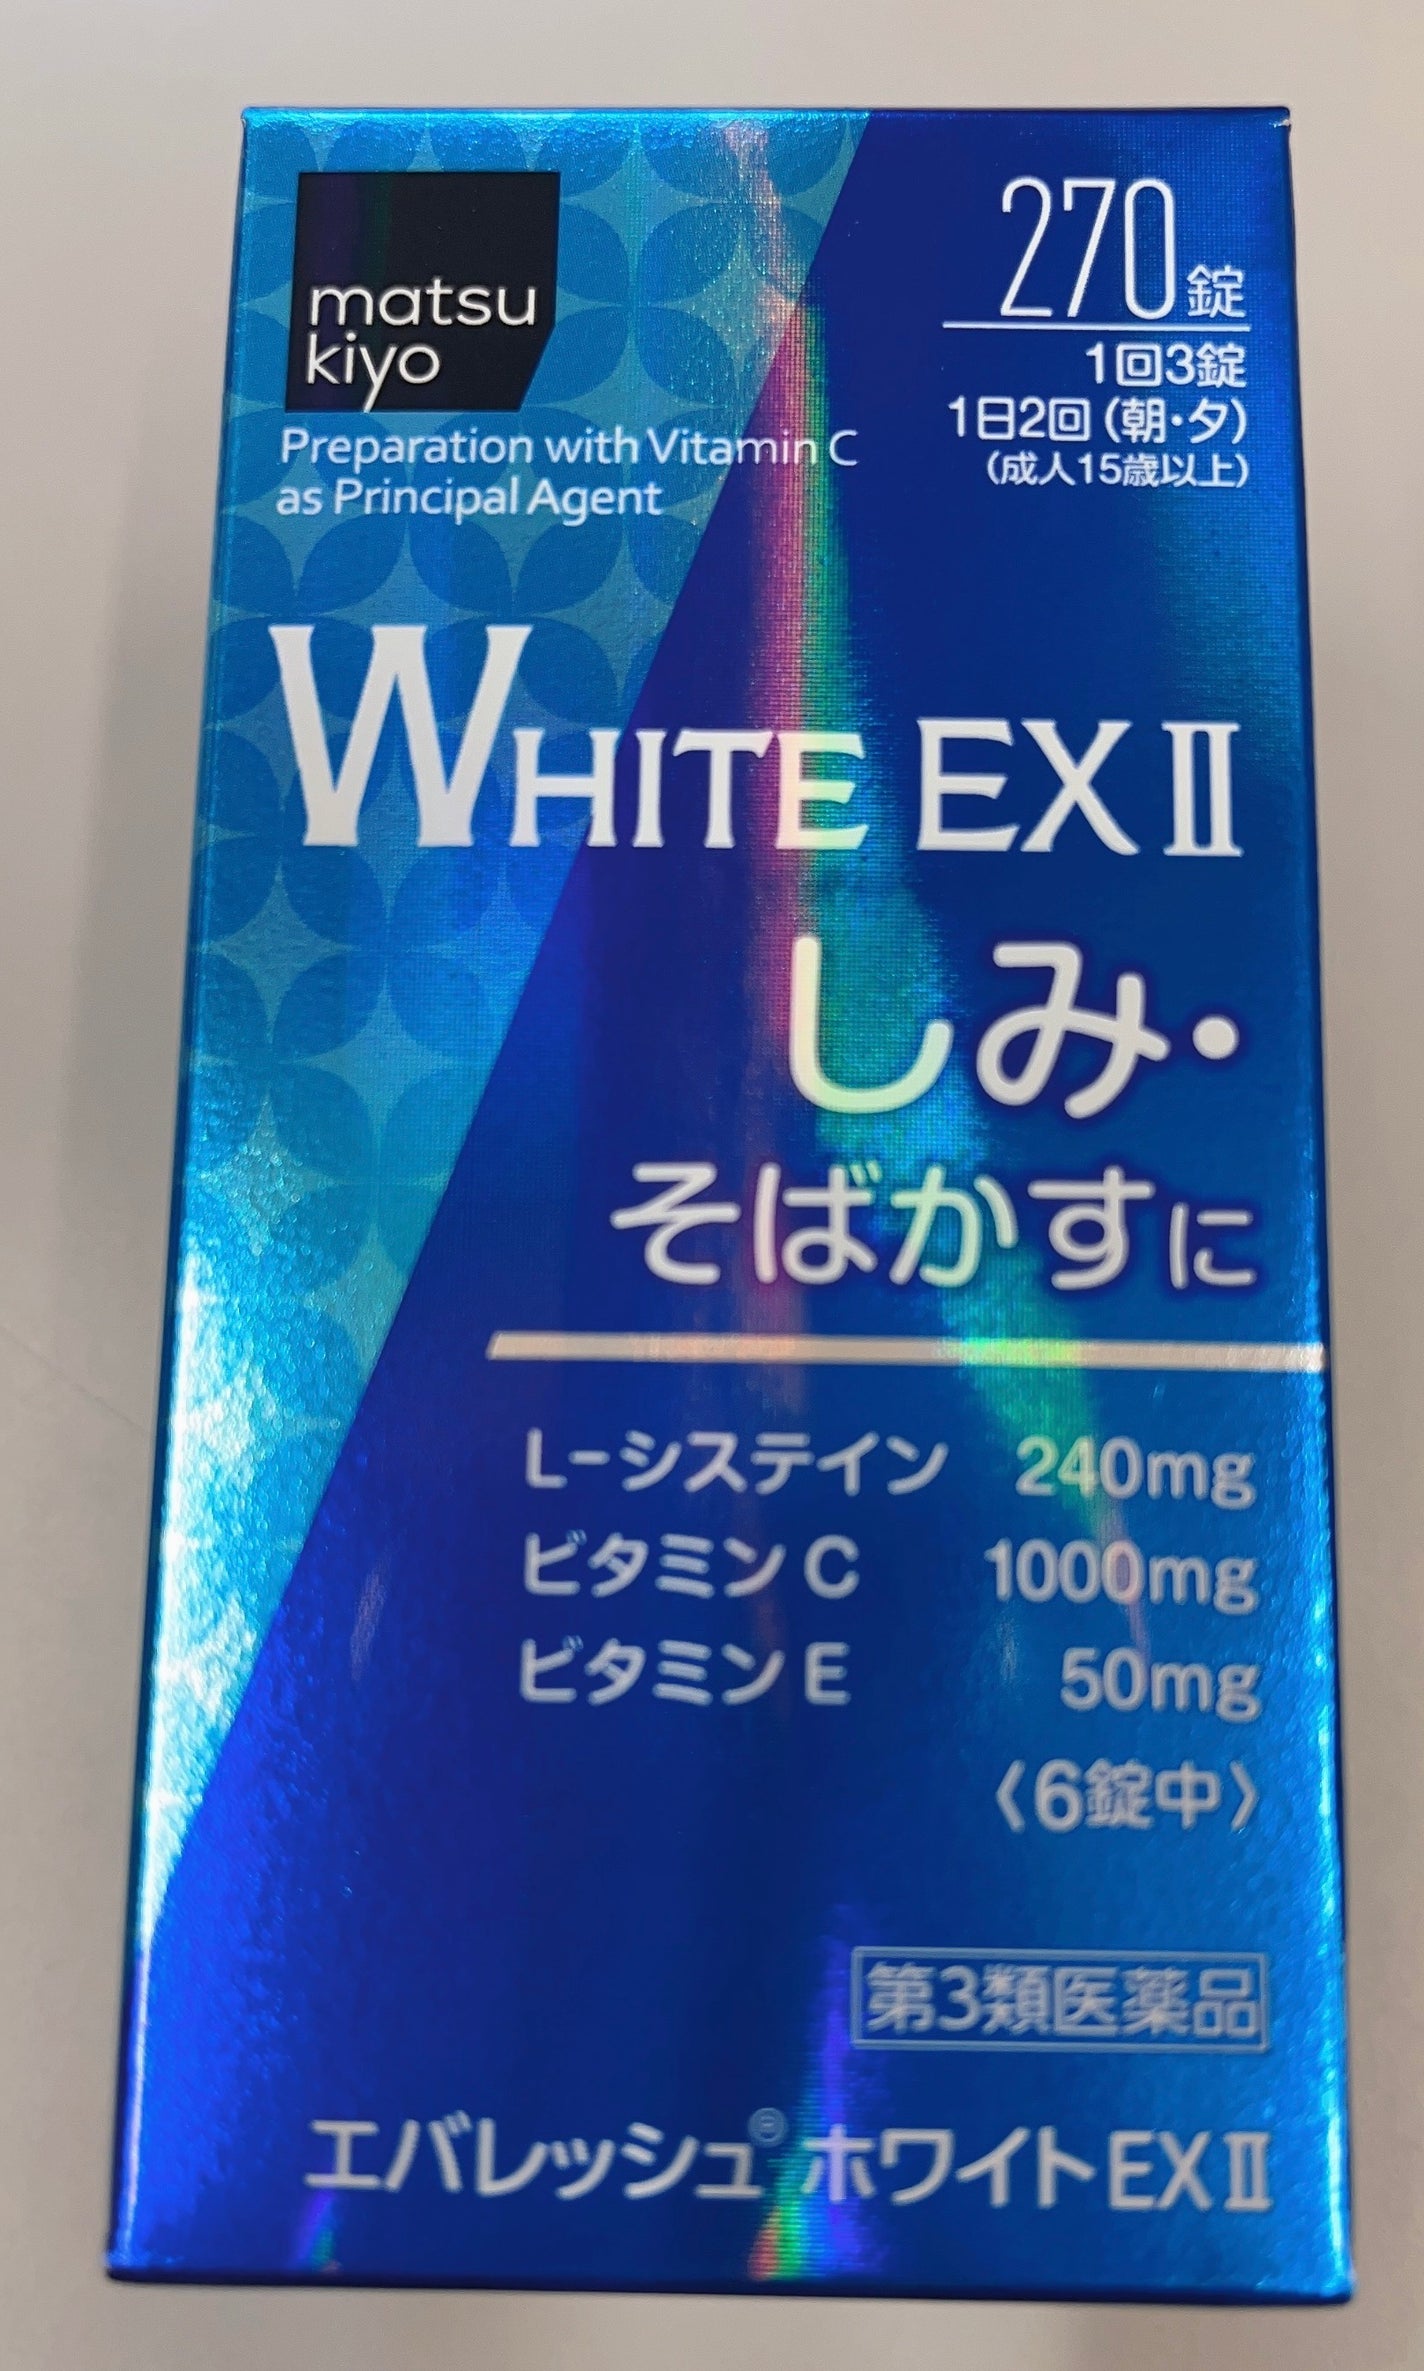 matsu
kiyo
Preparation with Vitamin C
as Principal Agent
270錠
1回3錠
1日2回(朝・夕)
(成人15歳以上)
WHITE EX II
しみ・
そばかすに
L-システイン 240mg
ビタミンC 1000mg
ビタミンE 50mg
〈6錠中〉
第3類医薬品
エバレッシュ® ホワイトEX II